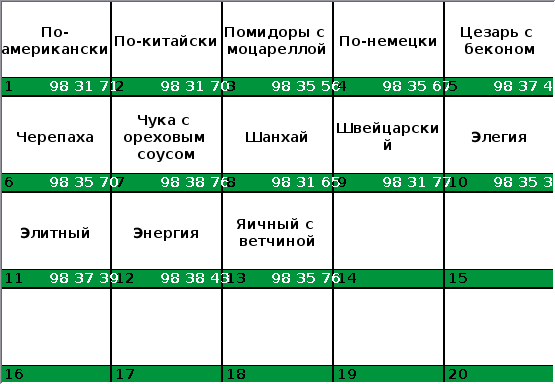 По-американски
По-китайски
Помидоры с моцареллой
По-немецки
Цезарь с беконом
1 98 31 71
2 98 31 70
3 98 35 56
4 98 35 67
5 98 37 4
Черепаха
Чука с ореховым соусом
Шанхай
Швейцарский
Элегия
6 98 35 70
7 98 38 76
8 98 31 65
9 98 31 77
10 98 35 3
Элитный
Энергия
Яичный с ветчиной
11 98 37 39
12 98 38 43
13 98 35 76
14
15
16
17
18
19
20